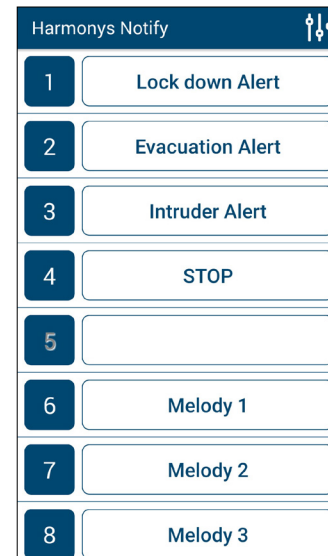 Harmonys Notify
1 Lock down Alert
2 Evacuation Alert
3 Intruder Alert
4 STOP
5
6 Melody 1
7 Melody 2
8 Melody 3